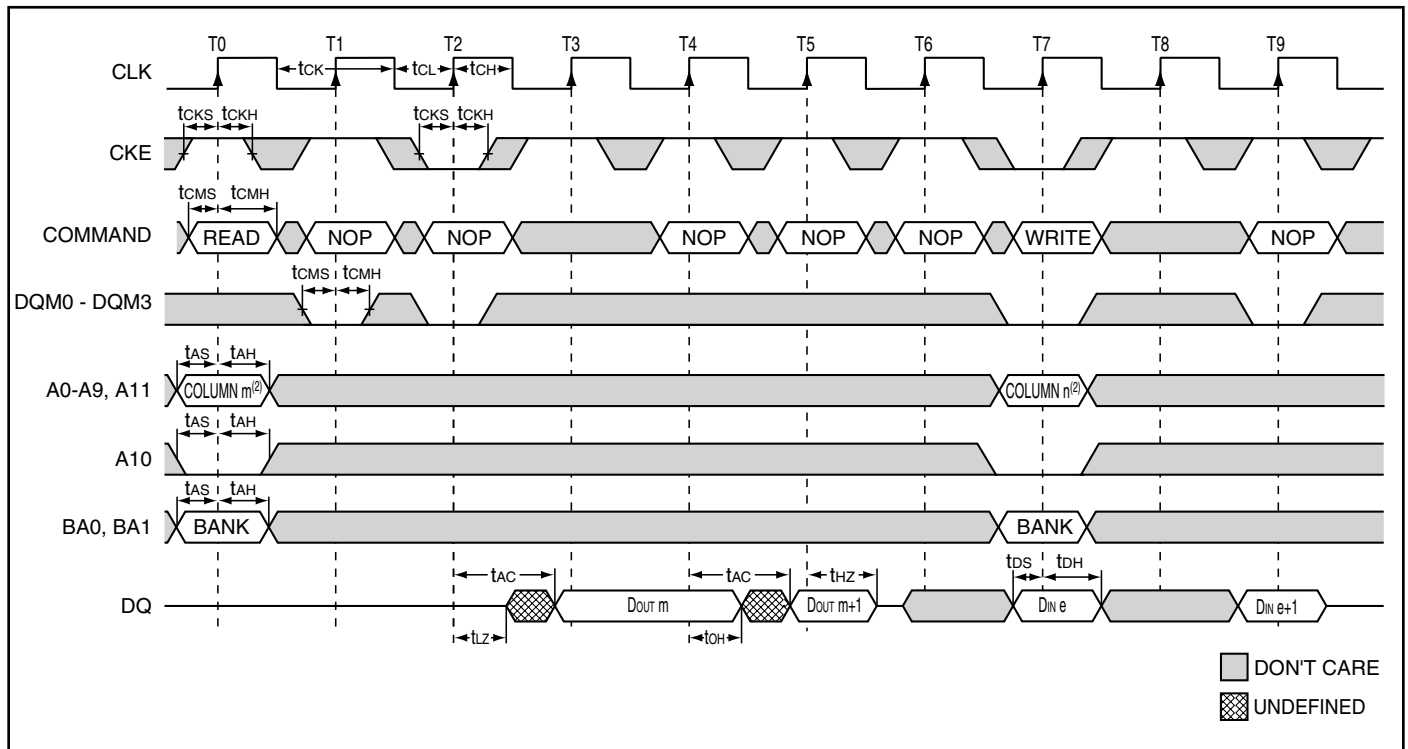 T0 T1 T2 T3 T4 T5 T6 T7 T8 T9
CLK tCK tCL tCH
tCKS tCKH tCKS tCKH
CKE
tCMS tCMH
COMMAND READ NOP NOP NOP NOP NOP WRITE NOP
tCMS tCMH
DQM0 - DQM3
tAS tAH
A0-A9, A11 COLUMN m(2) COLUMN n(2)
tAS tAH
A10
tAS tAH
BA0, BA1 BANK BANK
tAC tAC tHZ tDS tDH
DQ DOUT m DOUT m+1 DIN e DIN e+1
tLZ tOH
DON'T CARE
UNDEFINED